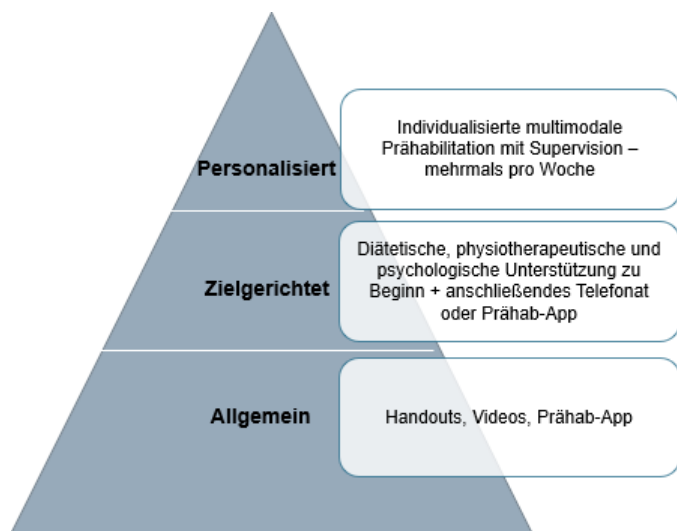 Personalisiert
Individualisierte multimodale
Prähabilitation mit Supervision –
mehrmals pro Woche
Zielgerichtet
Diätetische, physiotherapeutische und
psychologische Unterstützung zu
Beginn + anschließendes Telefonat
oder Prähab-App
Allgemein
Handouts, Videos, Prähab-App